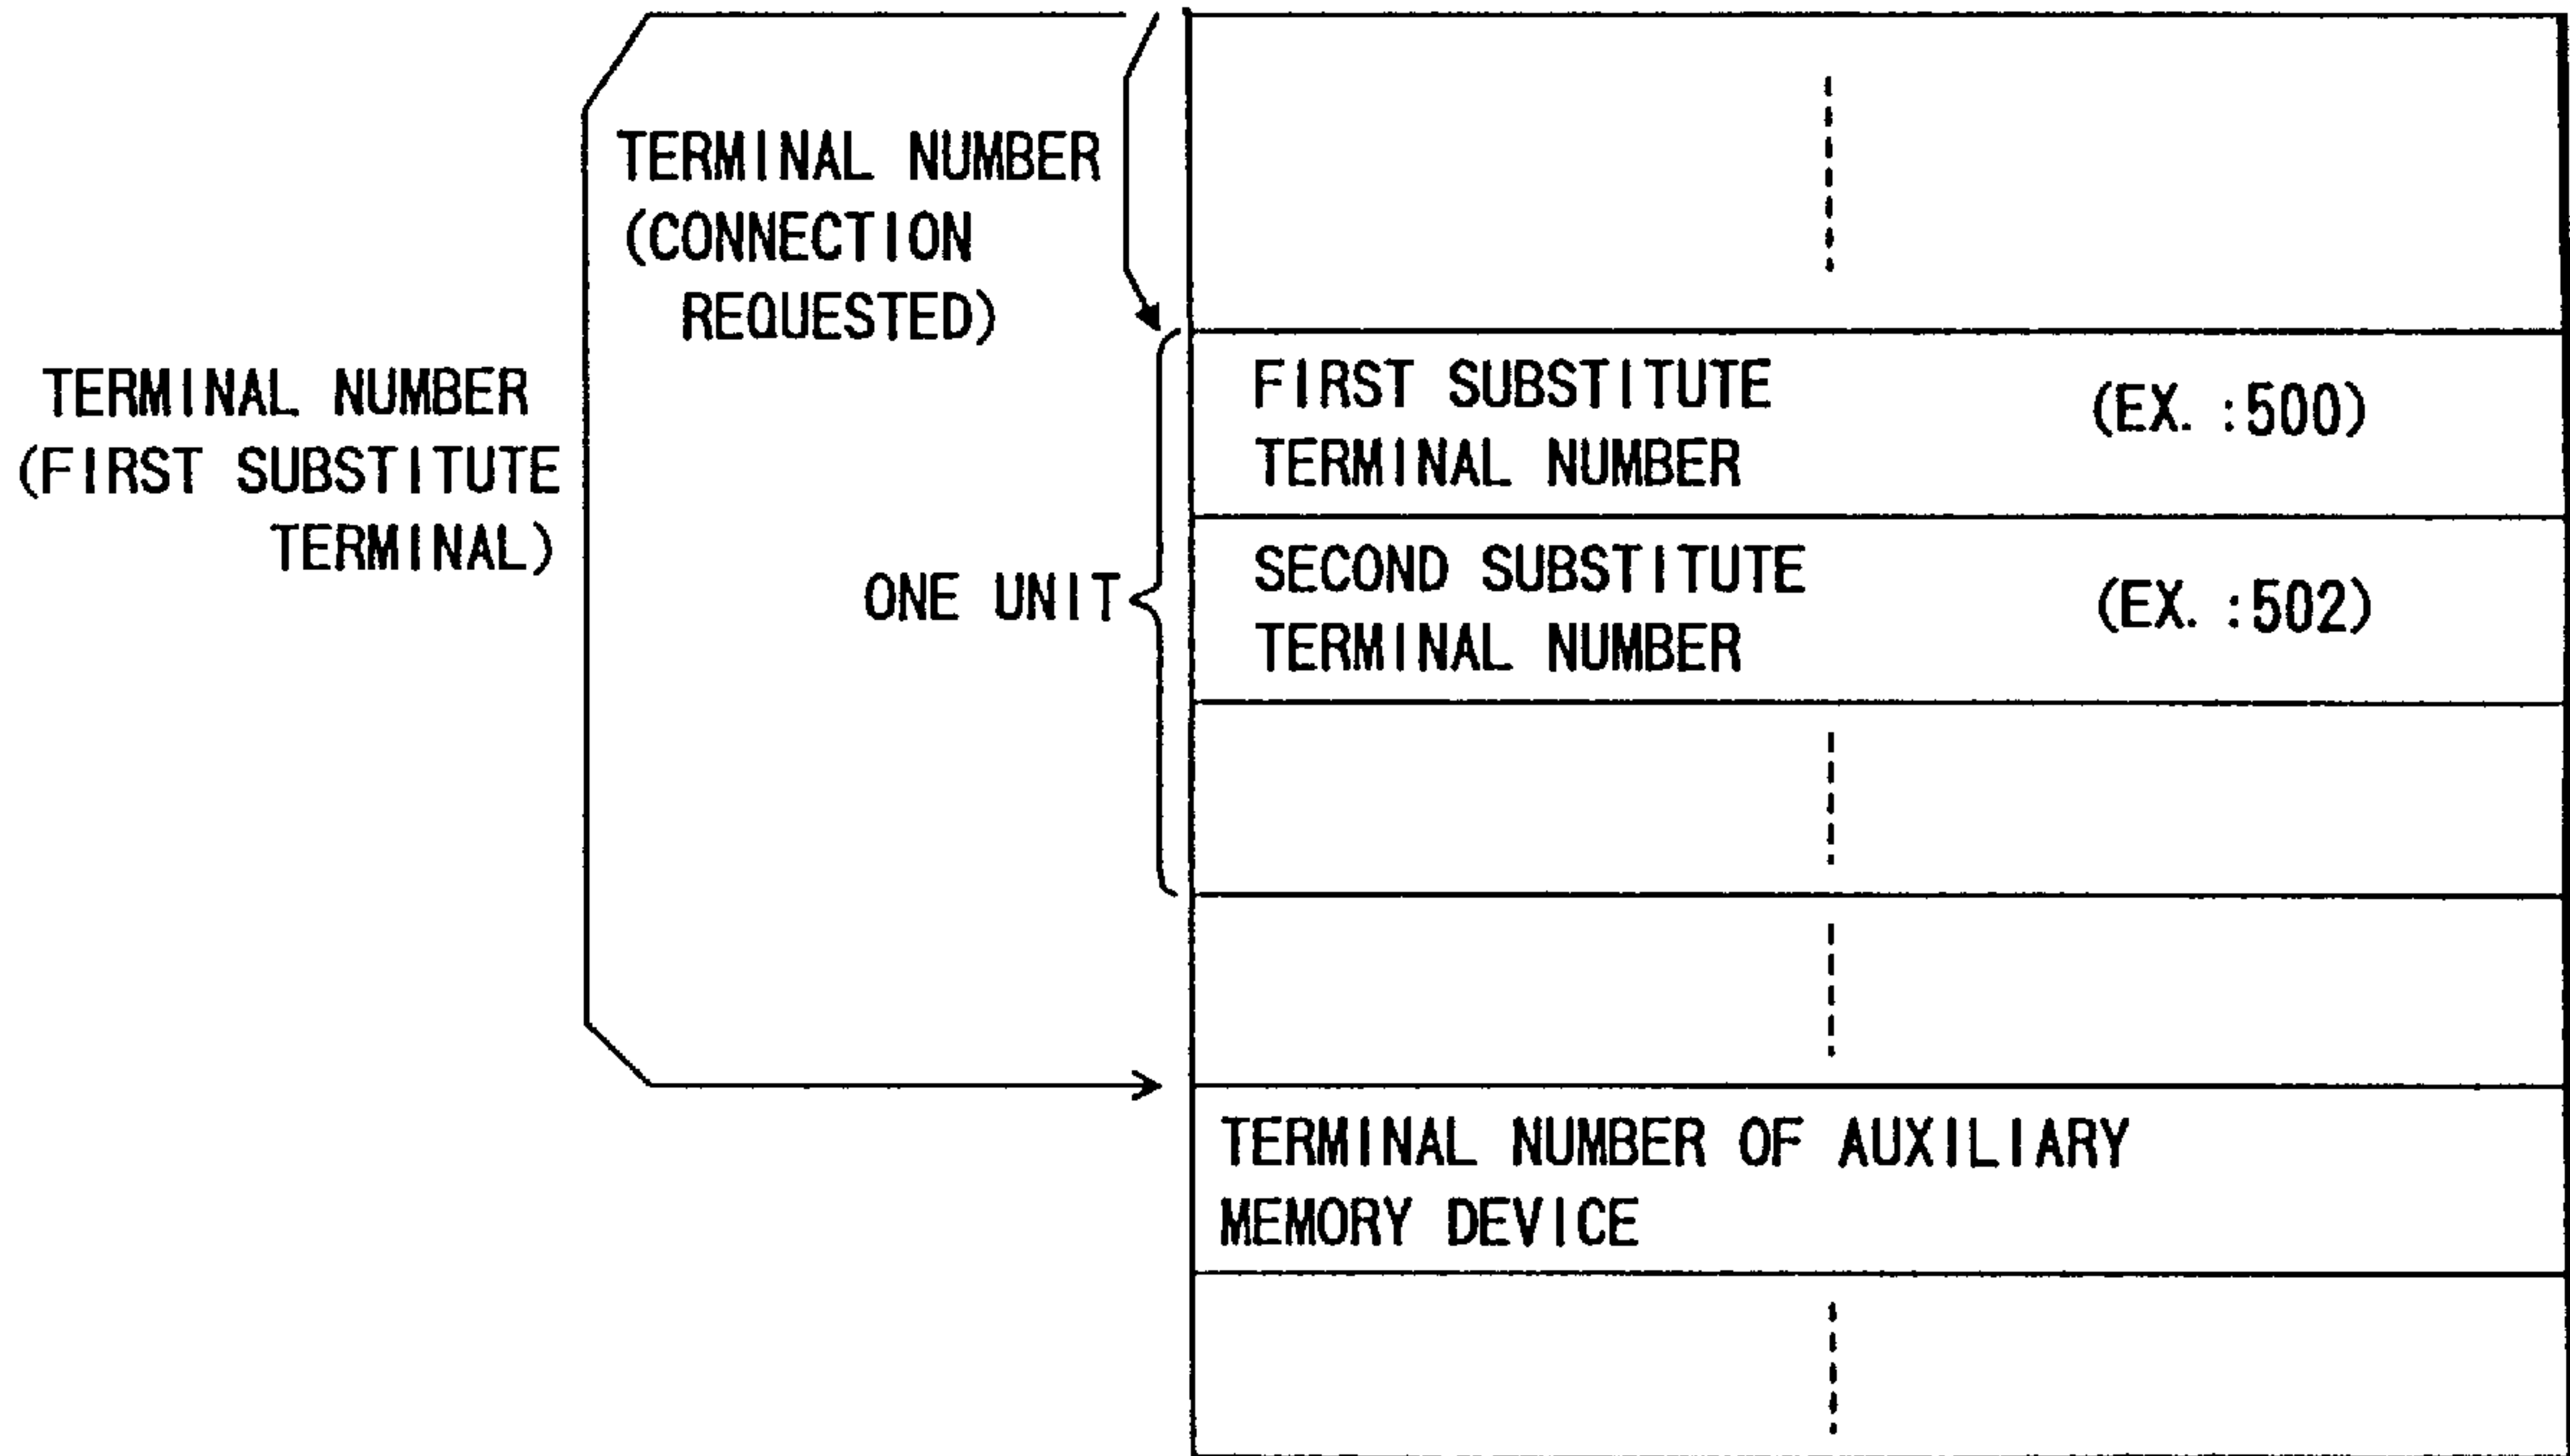 TERMINAL NUMBER
(CONNECTION
REQUESTED)
TERMINAL NUMBER
(FIRST SUBSTITUTE
TERMINAL)
ONE UNIT
FIRST SUBSTITUTE (EX. :500)
TERMINAL NUMBER
SECOND SUBSTITUTE (EX. :502)
TERMINAL NUMBER
TERMINAL NUMBER OF AUXILIARY
MEMORY DEVICE